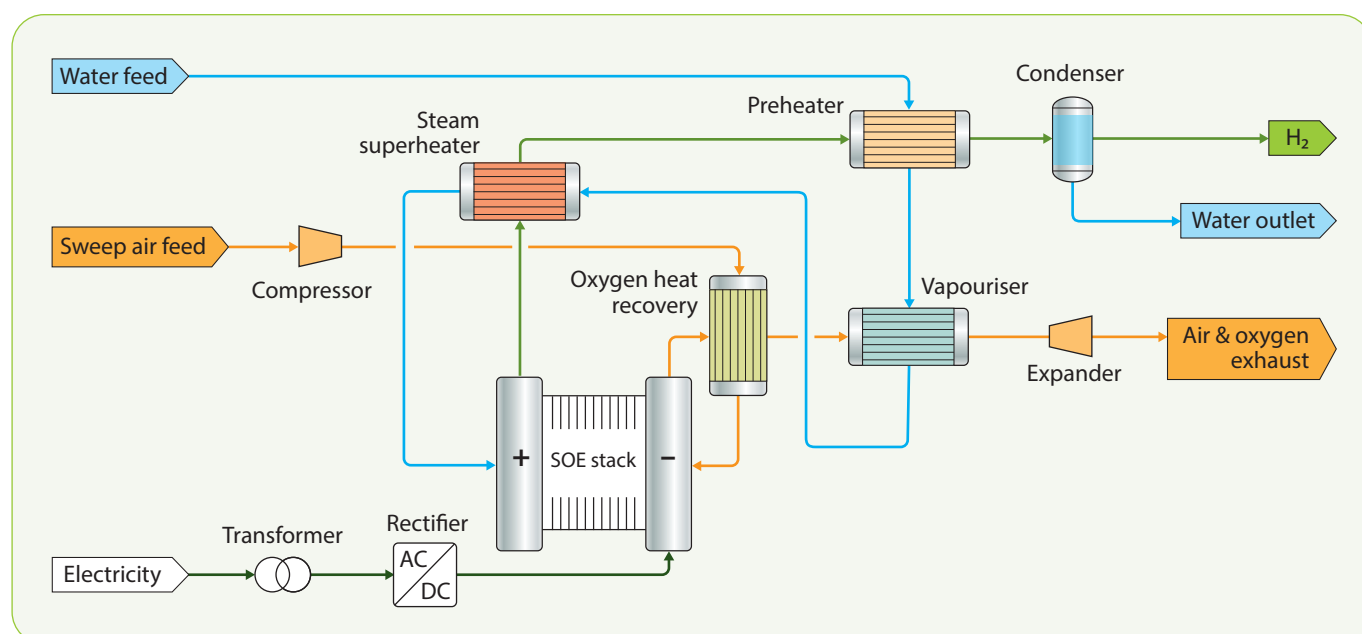 Water feed
Condenser
Preheater
Steam
superheater
H₂
Sweep air feed
Water outlet
Compressor
Oxygen heat
recovery
Vapouriser
Air & oxygen
exhaust
Expander
+
SOE stack
–
Transformer
Rectifier
Electricity
AC
DC